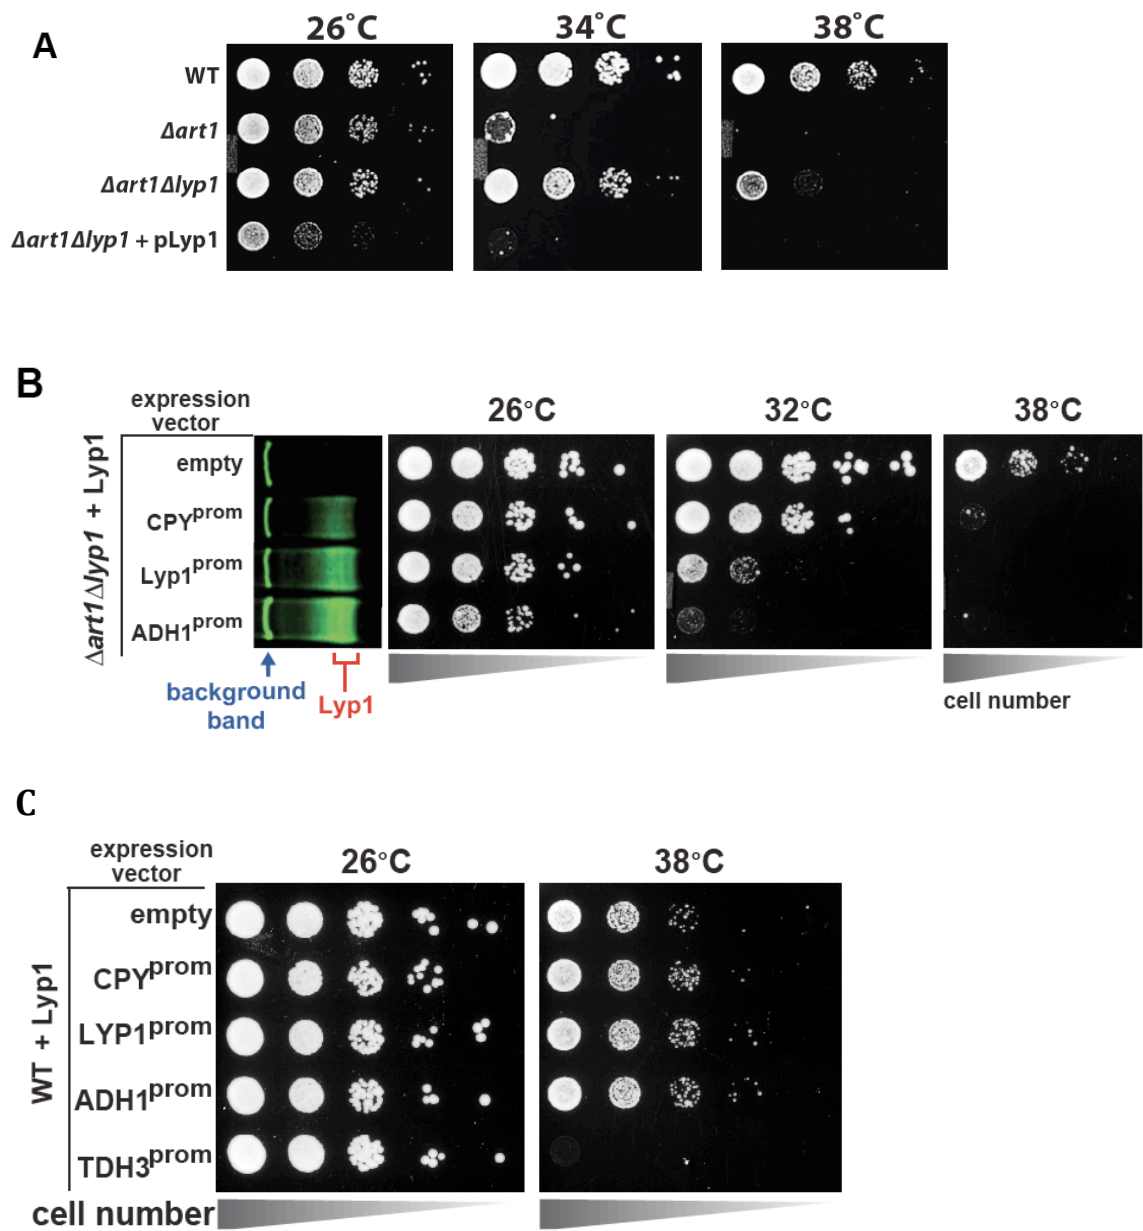 A
26°C 34°C 38°C
WT
Δart1
Δart1Δlyp1
Δart1Δlyp1 + pLyp1
B
expression
vector
26°C 32°C 38°C
Δart1Δlyp1 + Lyp1
empty
CPYprom
Lyp1prom
ADH1prom
background
band
Lyp1
cell number
C
expression
vector
26°C 38°C
WT + Lyp1
empty
CPYprom
LYP1prom
ADH1prom
TDH3prom
cell number